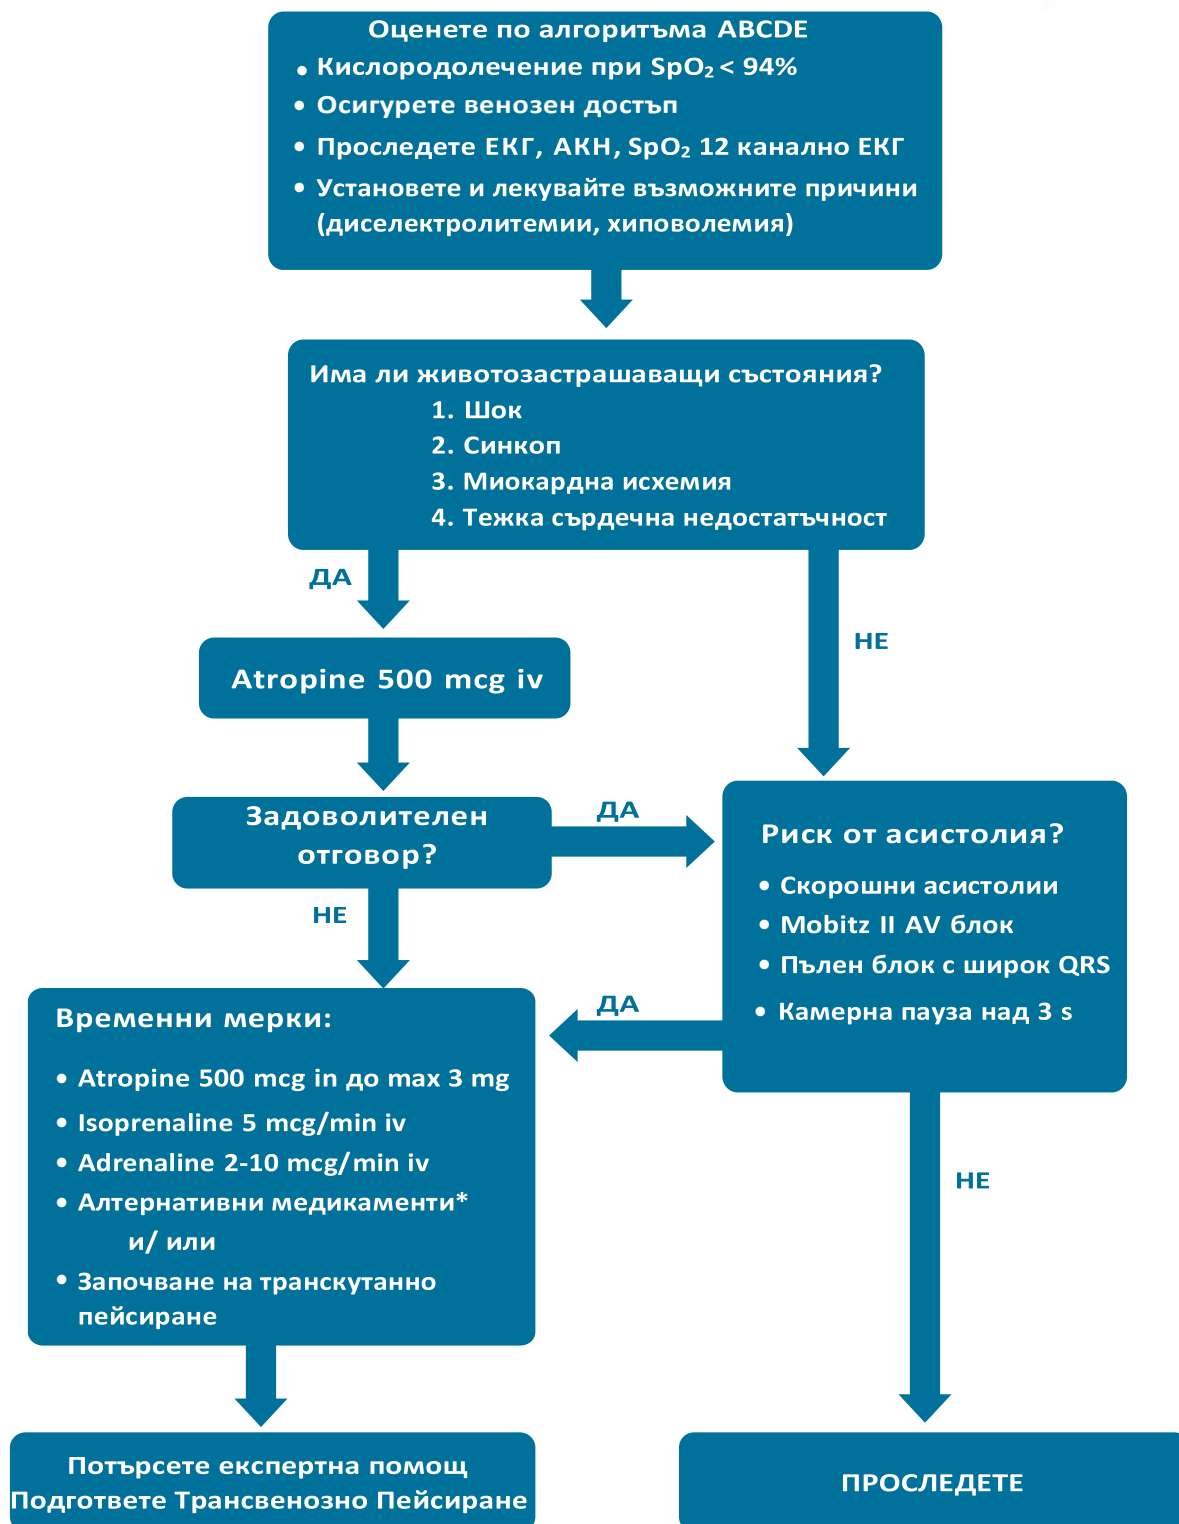 Оценете по алгоритъма ABCDE
• Кислородолечение при SpO₂ < 94%
• Осигурете венозен достъп
• Проследете ЕКГ, АКН, SpO₂ 12 канално ЕКГ
• Установете и лекувайте възможните причини
(диселектролитемии, хиповолемия)
Има ли животозастрашаващи състояния?
1. Шок
2. Синкоп
3. Миокардна исхемия
4. Тежка сърдечна недостатъчност
ДА
НЕ
Atropine 500 mcg iv
Задоволителен
отговор?
ДА
НЕ
Риск от асистолия?
• Скорошни асистолии
• Mobitz II AV блок
• Пълен блок с широк QRS
• Камерна пауза над 3 s
ДА
НЕ
Временни мерки:
• Atropine 500 mcg in до max 3 mg
• Isoprenaline 5 mcg/min iv
• Adrenaline 2-10 mcg/min iv
• Алтернативни медикаменти*
и/ или
• Започване на транскутанно
пейсиране
Потърсете експертна помощ
Подгответе Трансвенозно Пейсиране
ПРОСЛЕДЕТЕ